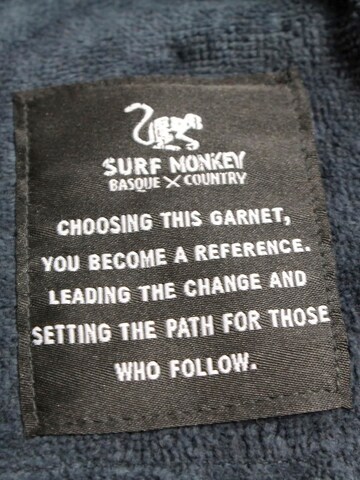 SURF MONKEY
BASQUE X COUNTRY
CHOOSING THIS GARNET,
YOU BECOME A REFERENCE.
LEADING THE CHANGE AND
SETTING THE PATH FOR THOSE
WHO FOLLOW.